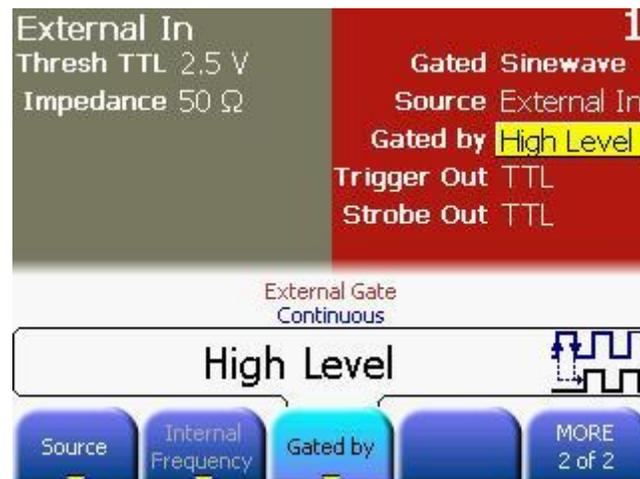 External In
Thresh TTL 2.5 V
Impedance 50 Ω
1
Gated Sinewave
Source External In
Gated by High Level
Trigger Out TTL
Strobe Out TTL
External Gate
Continuous
High Level
Source
Internal
Frequency
Gated by
MORE
2 of 2